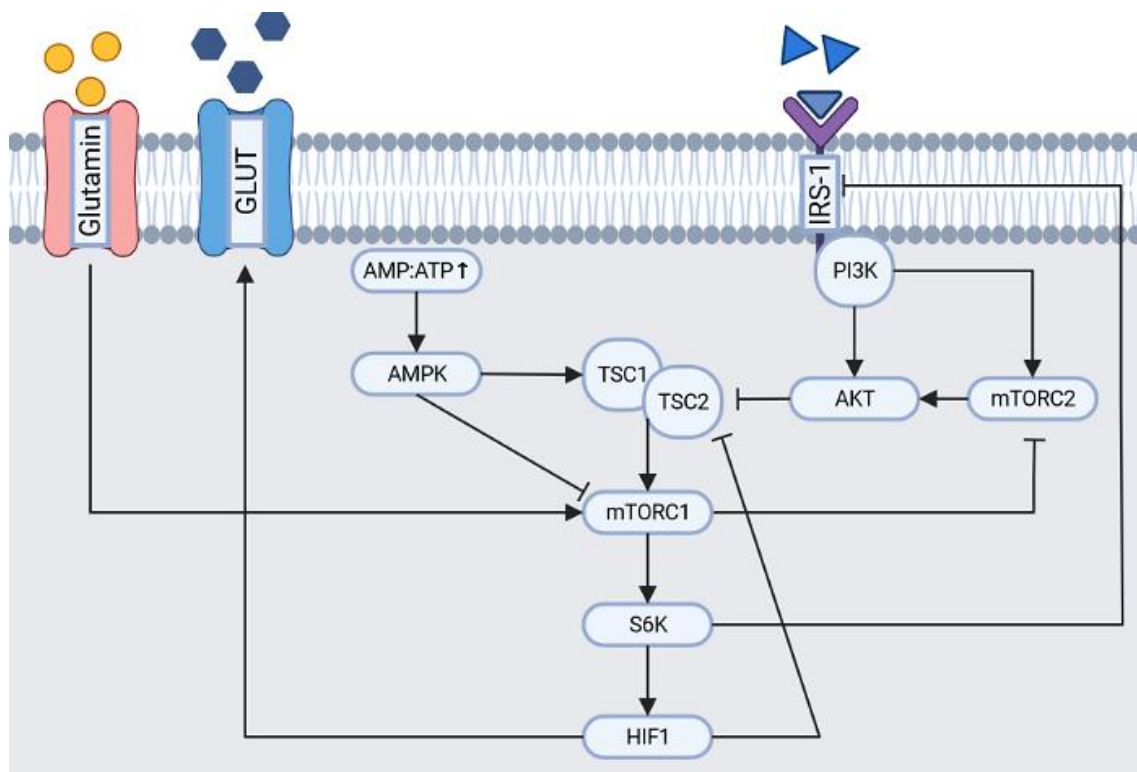 Glutamin
GLUT
IRS-1
AMP:ATP↑
PI3K
AMPK
TSC1
TSC2
AKT
mTORC2
mTORC1
S6K
HIF1